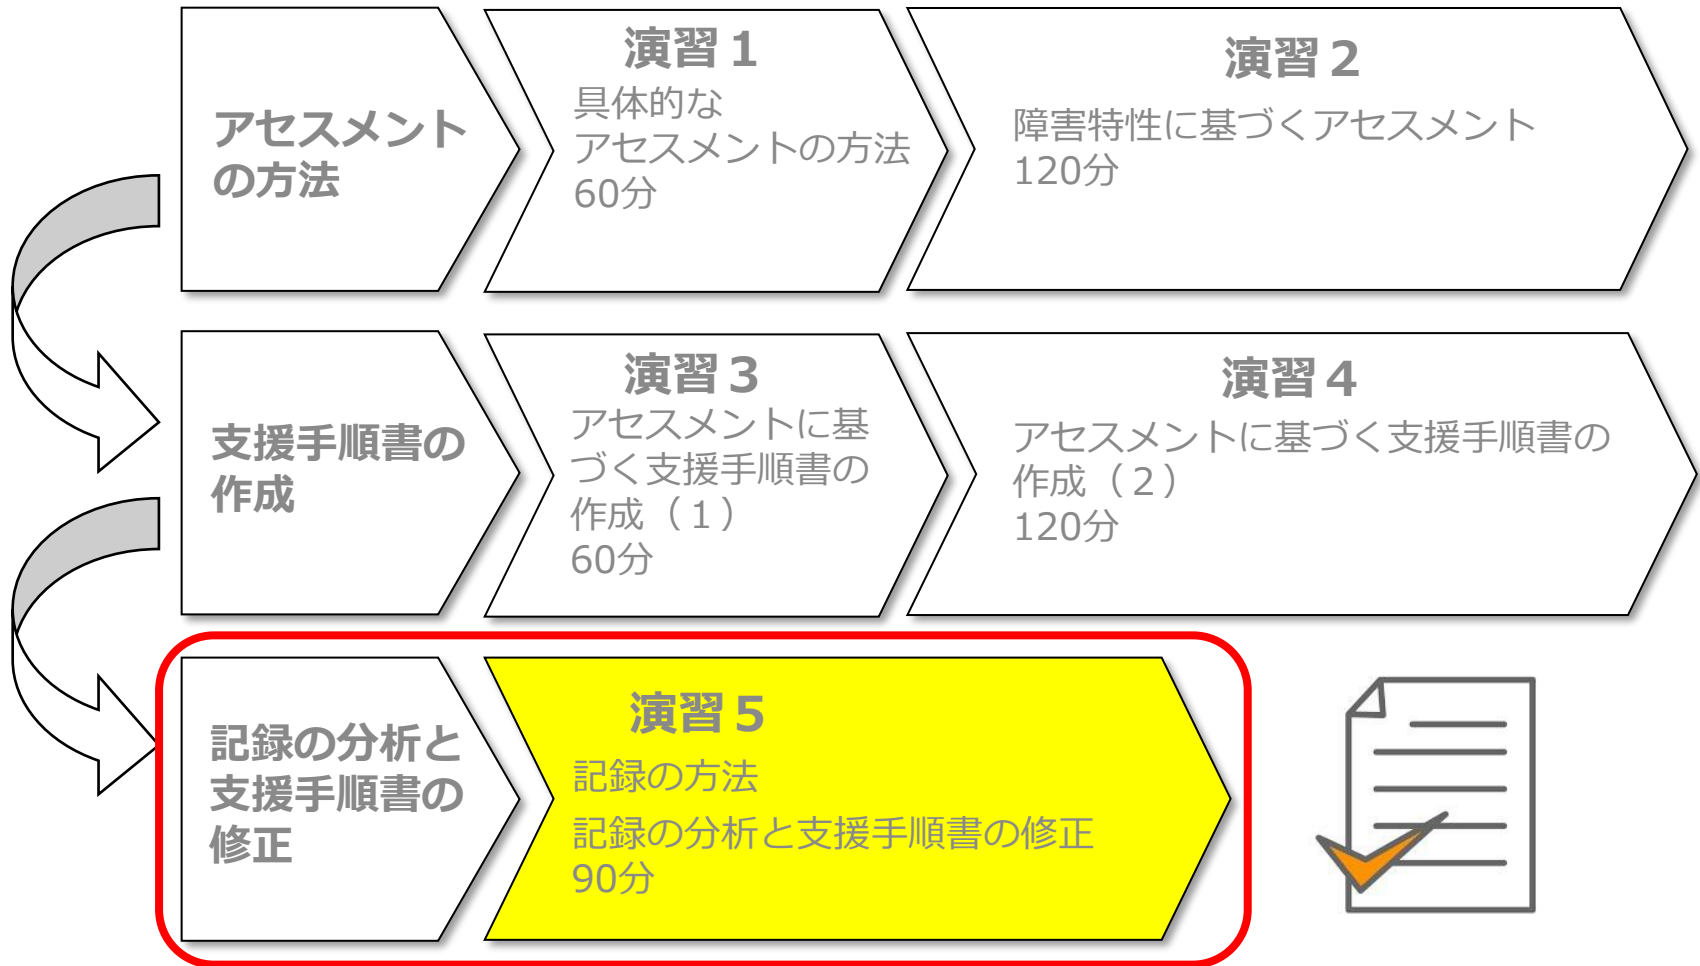 アセスメント
の方法
演習１
具体的な
アセスメントの方法
60分
演習２
障害特性に基づくアセスメント
120分
支援手順書の
作成
演習３
アセスメントに基
づく支援手順書の
作成（１）
60分
演習４
アセスメントに基づく支援手順書の
作成（２）
120分
記録の分析と
支援手順書の
修正
演習５
記録の方法
記録の分析と支援手順書の修正
90分